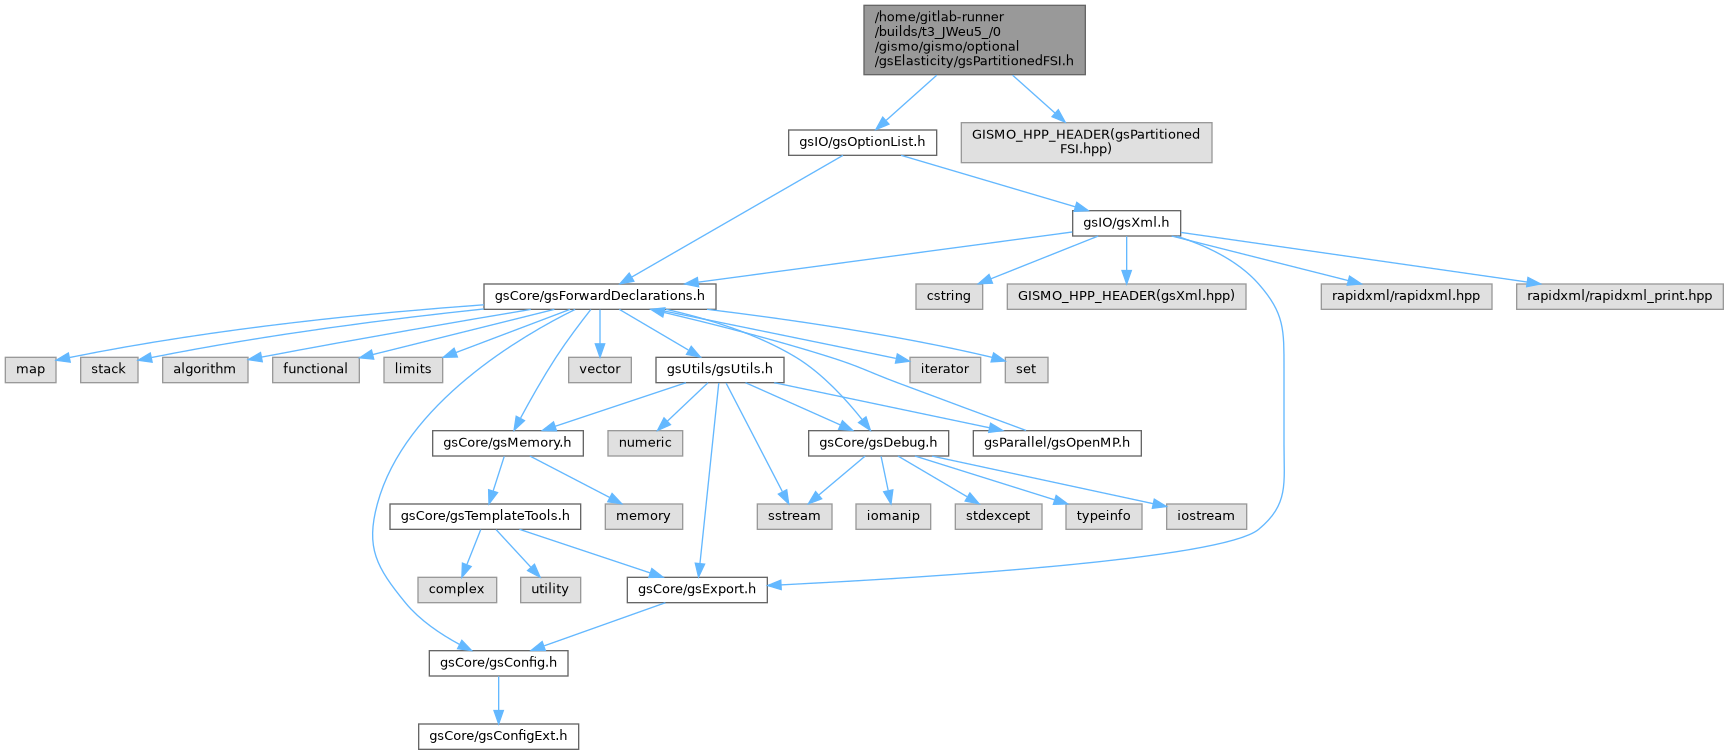 /home/gitlab-runner
/builds/t3_JWeu5_/0
/gismo/gismo/optional
/gsElasticity/gsPartitionedFSI.h
gsIO/gsOptionList.h
GISMO_HPP_HEADER(gsPartitioned
FSI.hpp)
gsIO/gsXml.h
gsCore/gsForwardDeclarations.h
cstring
GISMO_HPP_HEADER(gsXml.hpp)
rapidxml/rapidxml.hpp
rapidxml/rapidxml_print.hpp
map
stack
algorithm
functional
limits
vector
gsUtils/gsUtils.h
iterator
set
gsCore/gsMemory.h
numeric
gsCore/gsDebug.h
gsParallel/gsOpenMP.h
gsCore/gsTemplateTools.h
memory
sstream
iomanip
stdexcept
typeinfo
iostream
complex
utility
gsCore/gsExport.h
gsCore/gsConfig.h
gsCore/gsConfigExt.h